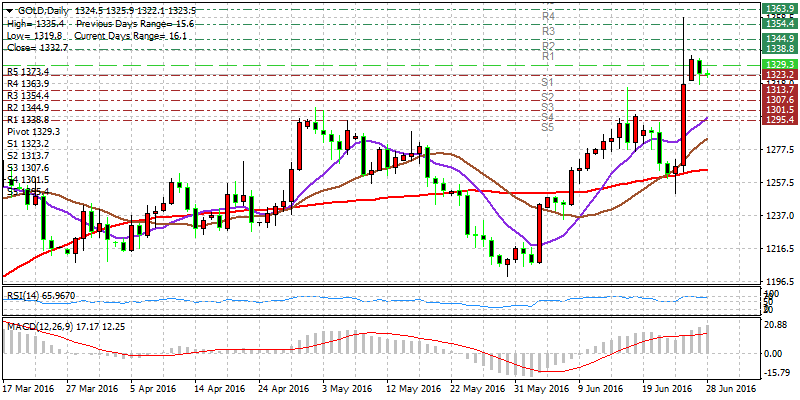 GOLD,Daily 1324.5 1325.9 1322.1 1323.5
High= 1335.4 Previous Days Range= 15.6
Low= 1319.8 Current Days Range= 16.1
Close= 1332.7
R5 1373.4
R4 1363.9
R3 1354.4
R2 1344.9
R1 1338.8
Pivot 1329.3
S1 1323.2
S2 1313.7
S3 1307.6
S4 1301.5
R4
R3
R2
R1
S1
S2
S3
S4
S5
1363.9
1354.4
1344.9
1338.8
1329.3
1323.2
1313.7
1307.6
1301.5
1295.4
1277.5
1257.5
1237.0
1216.5
1196.5
RSI(14) 65.9670
100
MACD(12,26,9) 17.17 12.25
20.88
0.00
-15.79
17 Mar 2016 27 Mar 2016 5 Apr 2016 14 Apr 2016 24 Apr 2016 3 May 2016 12 May 2016 22 May 2016 31 May 2016 9 Jun 2016 19 Jun 2016 28 Jun 2016